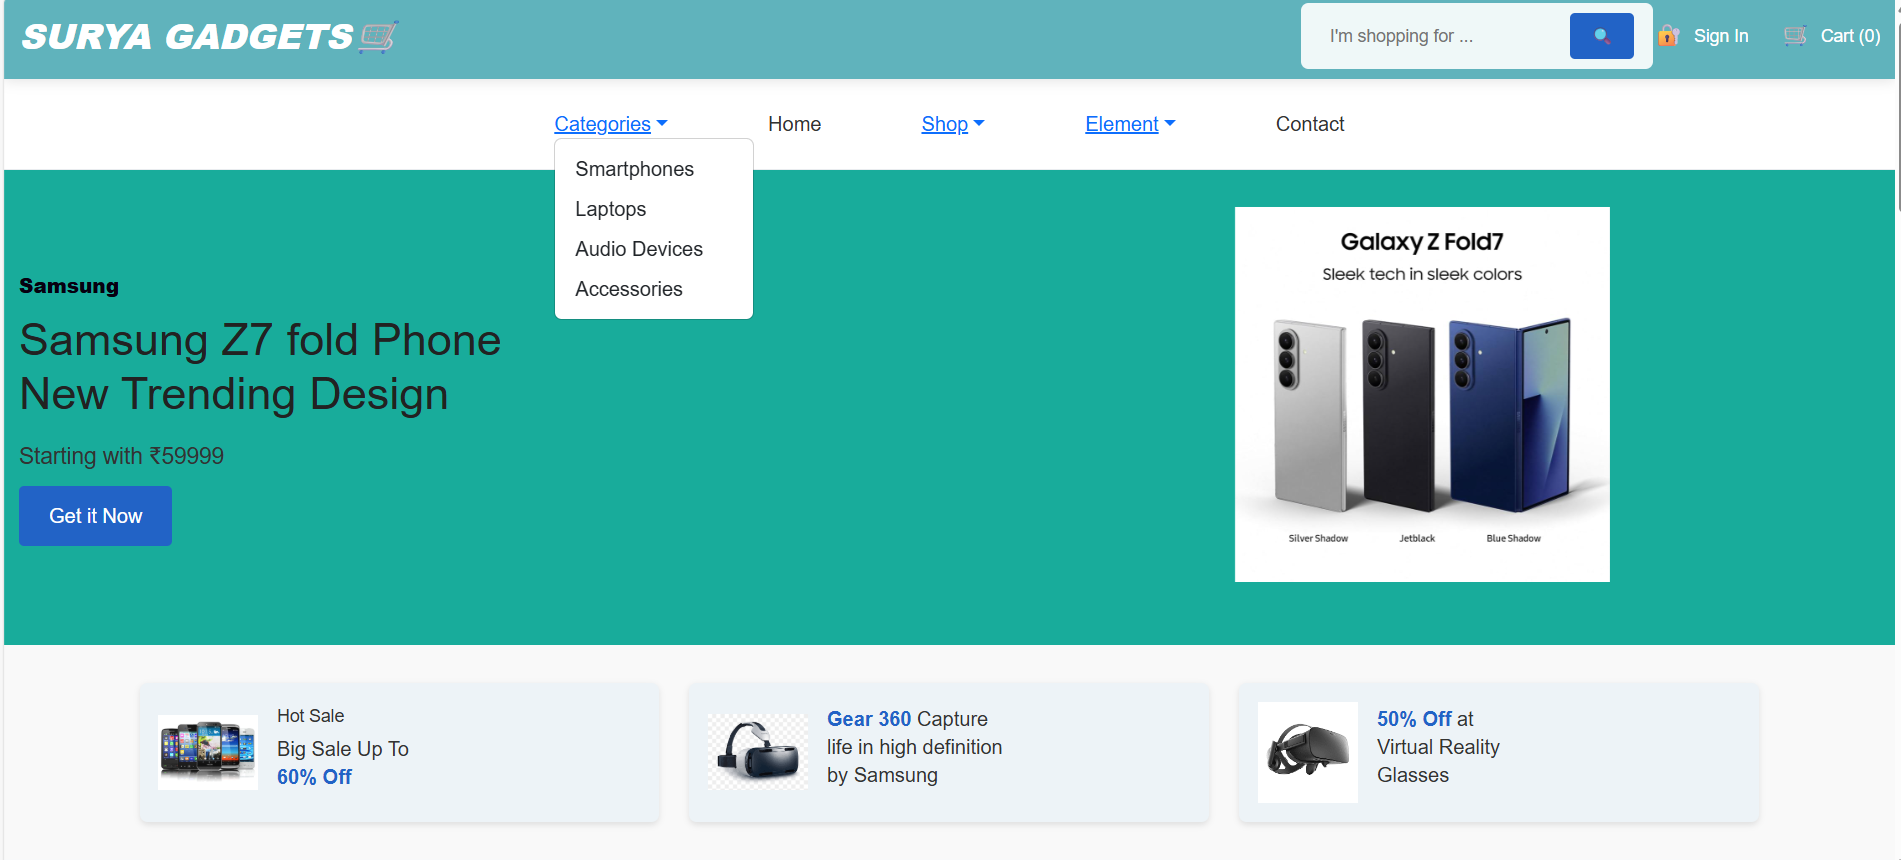 SURYA GADGETS
I'm shopping for ...
Sign In
Cart (0)
Categories
Home
Shop
Element
Contact
Smartphones
Laptops
Audio Devices
Accessories
Samsung
Samsung Z7 fold Phone
New Trending Design
Starting with ₹59999
Get it Now
Galaxy Z Fold7
Sleek tech in sleek colors
Silver Shadow
Jetblack
Blue Shadow
Hot Sale
Big Sale Up To
60% Off
Gear 360 Capture
life in high definition
by Samsung
50% Off at
Virtual Reality
Glasses